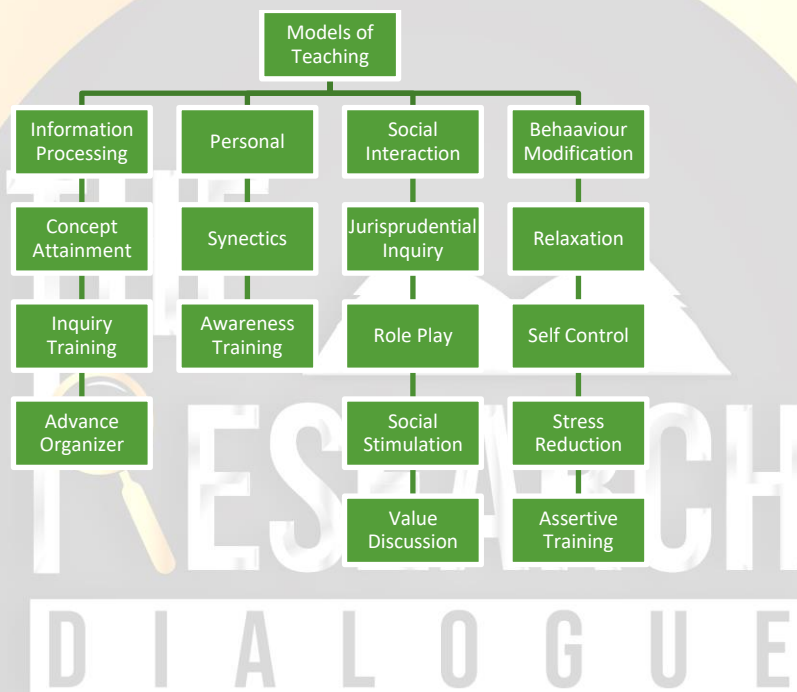 Models of
Teaching
Information
Processing
Personal
Social
Interaction
Behaaviour
Modification
Concept
Attainment
Synectics
Jurisprudential
Inquiry
Relaxation
Inquiry
Training
Awareness
Training
Role Play
Self Control
Advance
Organizer
Social
Stimulation
Stress
Reduction
Value
Discussion
Assertive
Training
THE
RESEARCH
DIALOGUE